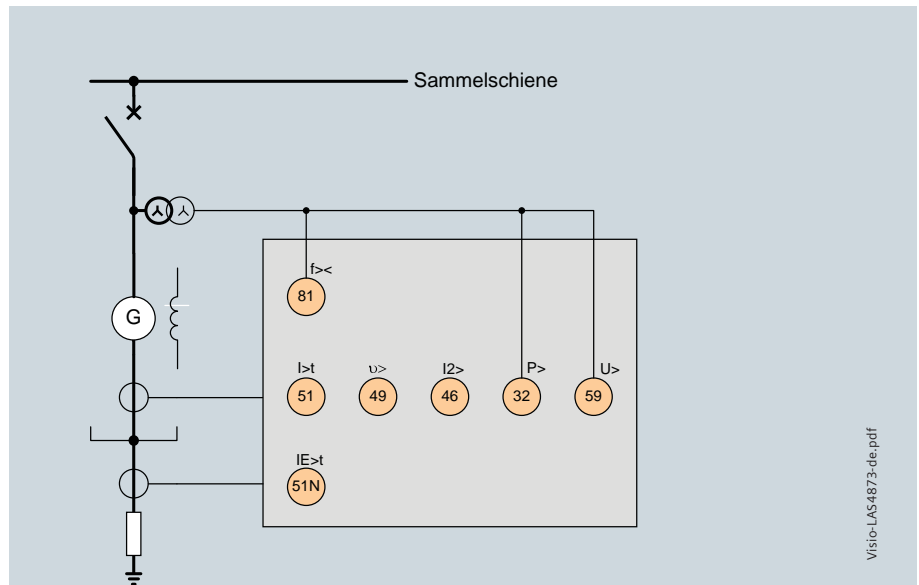 Sammelschiene
f><
81
G
I>t
υ>
I2>
P>
U>
51
49
46
32
59
IE>t
51N
Visio-LAS4873-de.pdf